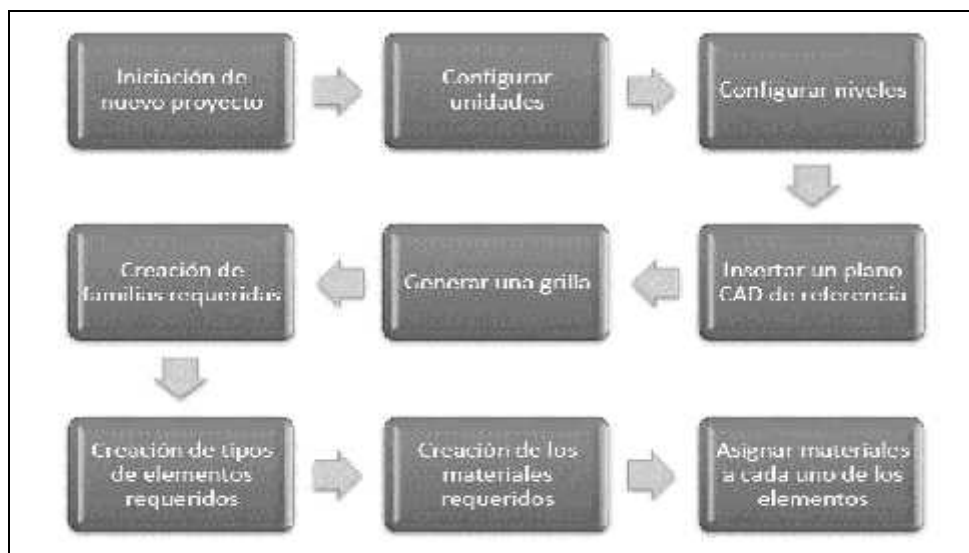 Iniciación de
nuevo proyecto
Configurar
unidades
Configurar niveles
Insertar un plano
CAD de referencia
Generar una grilla
Creación de
familias requeridas
Creación de tipos
de elementos
requeridos
Creación de los
materiales
requeridos
Asignar materiales
a cada uno de los
elementos